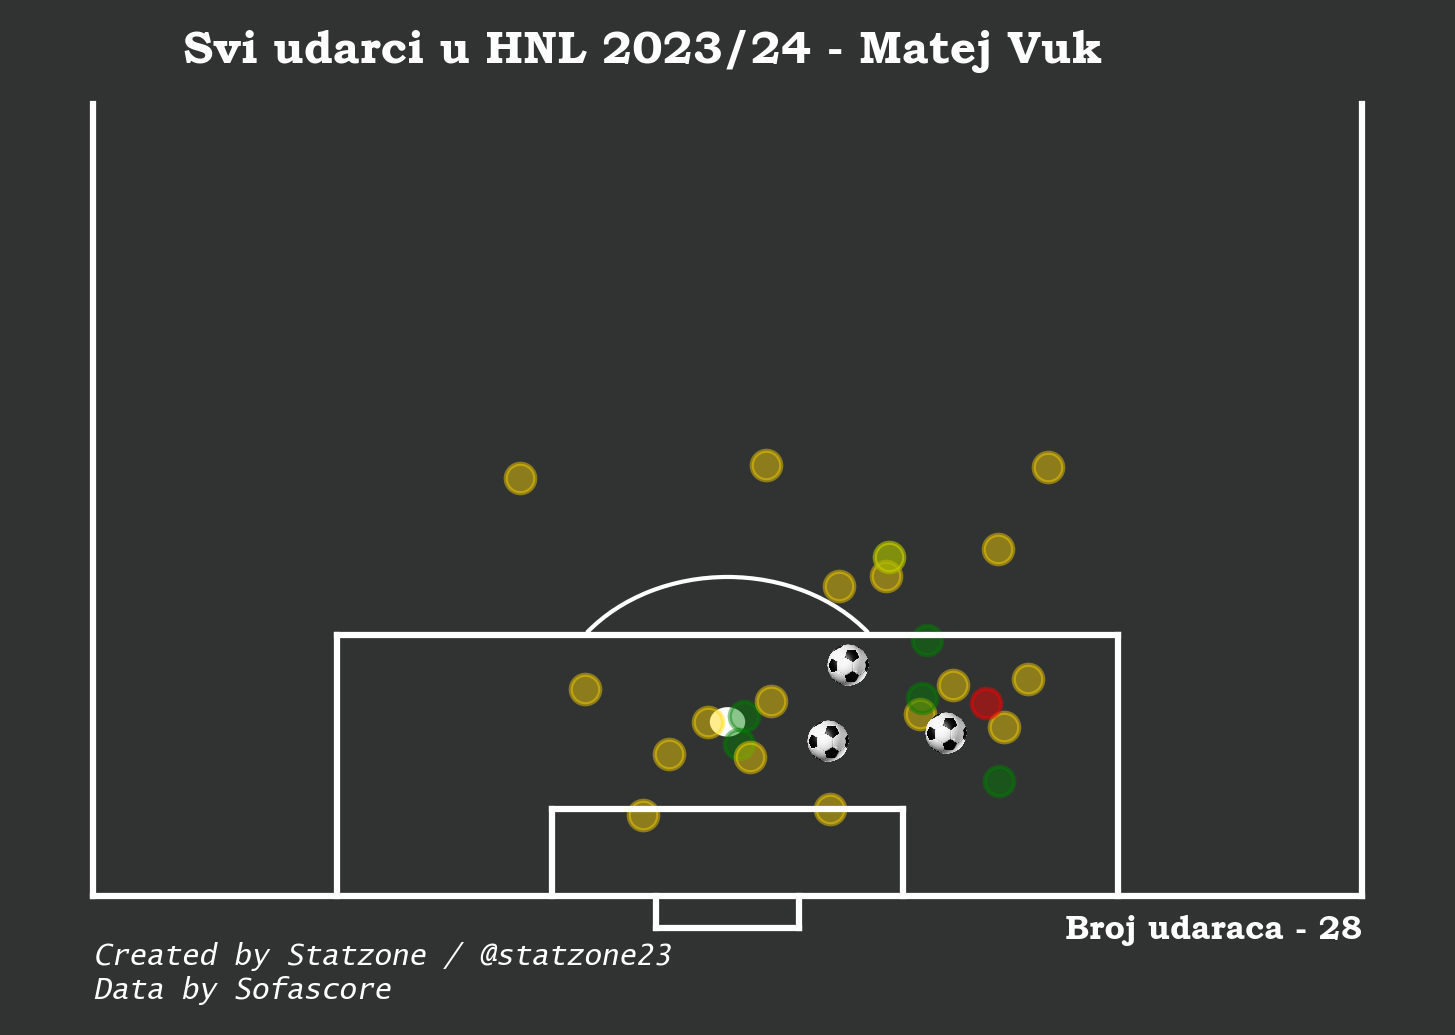 Svi udarci u HNL 2023/24 - Matej Vuk
Broj udaraca - 28
Created by Statzone / @statzone23
Data by Sofascore